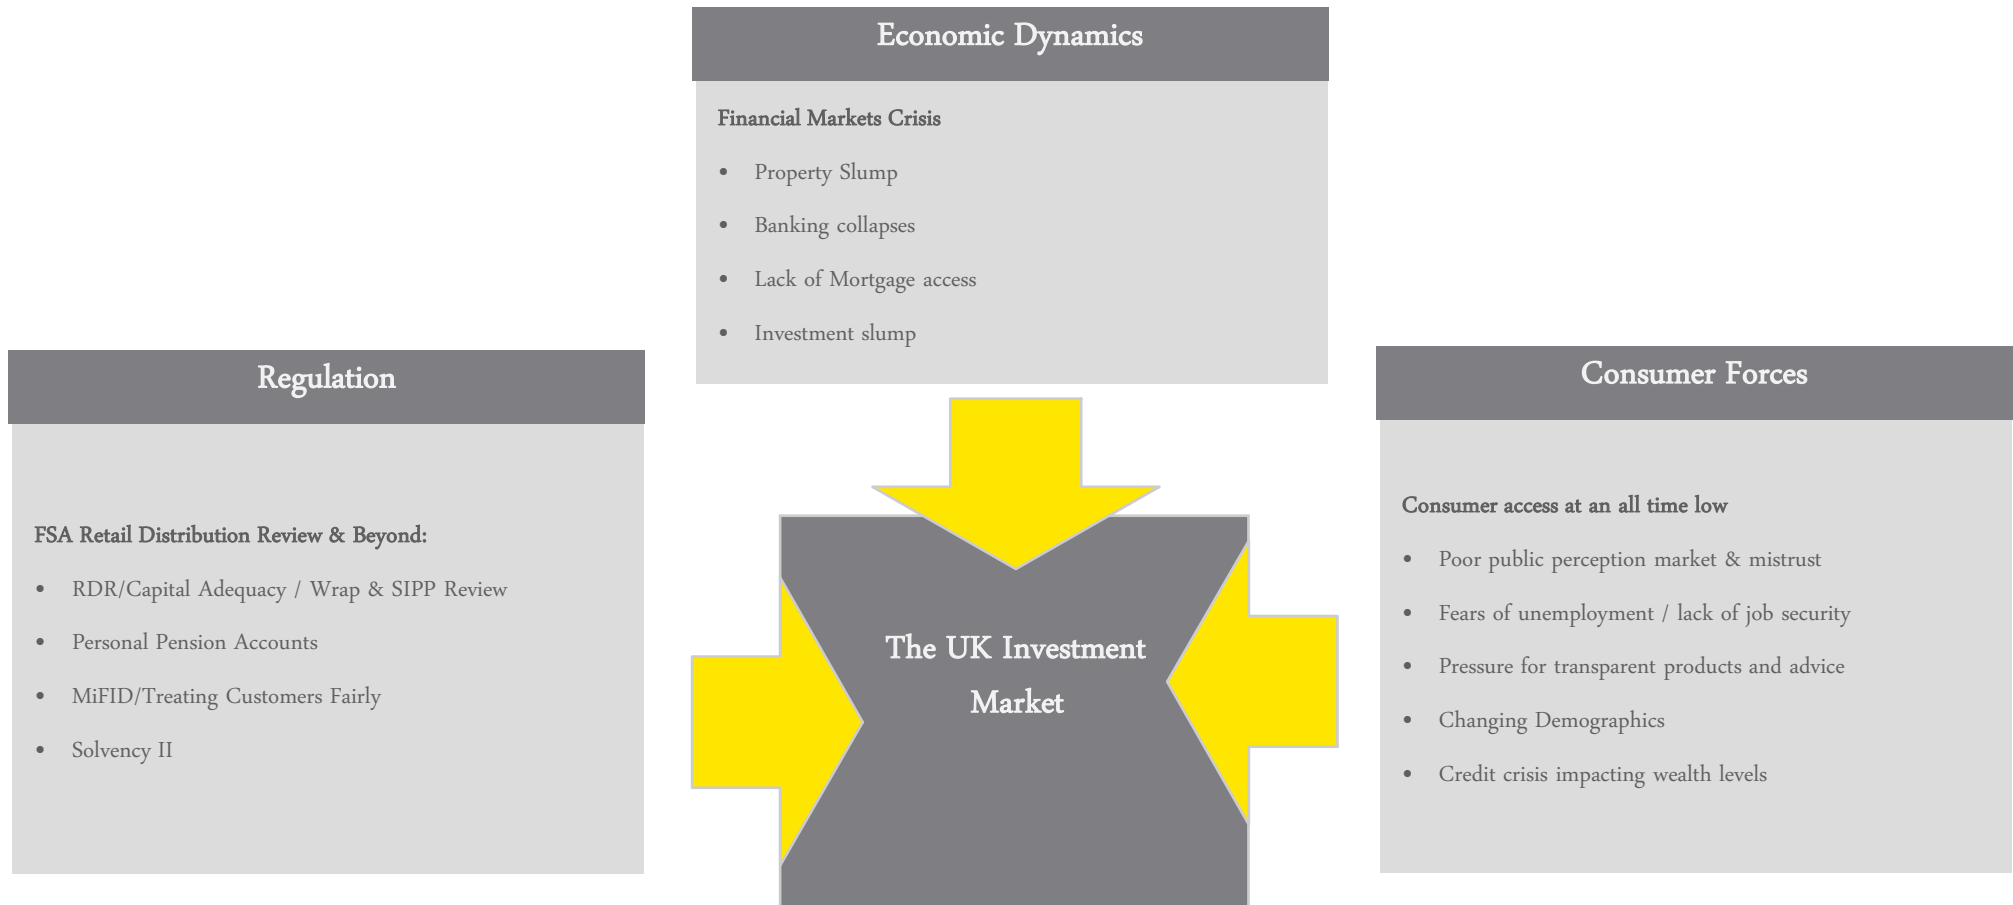 Economic Dynamics
Financial Markets Crisis
• Property Slump
• Banking collapses
• Lack of Mortgage access
• Investment slump
Regulation
FSA Retail Distribution Review & Beyond:
• RDR/Capital Adequacy / Wrap & SIPP Review
• Personal Pension Accounts
• MiFID/Treating Customers Fairly
• Solvency II
The UK Investment
Market
Consumer Forces
Consumer access at an all time low
• Poor public perception market & mistrust
• Fears of unemployment / lack of job security
• Pressure for transparent products and advice
• Changing Demographics
• Credit crisis impacting wealth levels